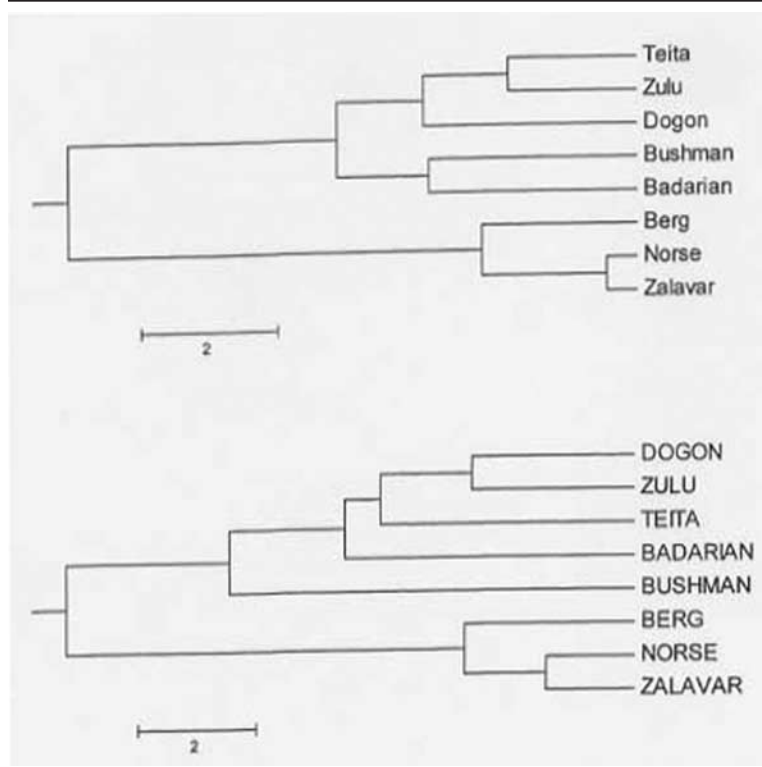 Teita
Zulu
Dogon
Bushman
Badarian
Berg
Norse
Zalavar
2
DOGON
ZULU
TEITA
BADARIAN
BUSHMAN
BERG
NORSE
ZALAVAR
2